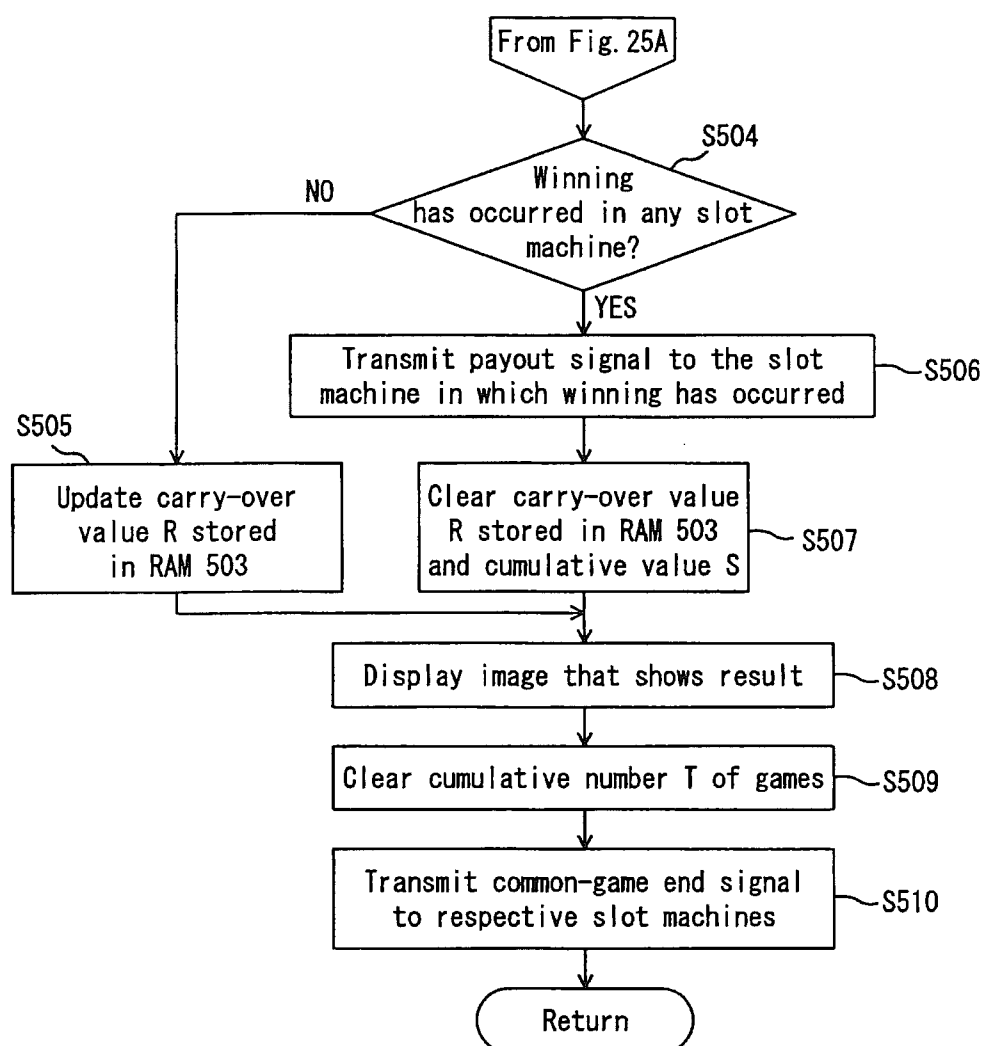 From Fig. 25A
S504
Winning
has occurred in any slot
machine?
NO
YES
Transmit payout signal to the slot
machine in which winning has occurred
S506
S505
Update carry-over
value R stored
in RAM 503
Clear carry-over value
R stored in RAM 503
and cumulative value S
S507
Display image that shows result
S508
Clear cumulative number T of games
S509
Transmit common-game end signal
to respective slot machines
S510
Return